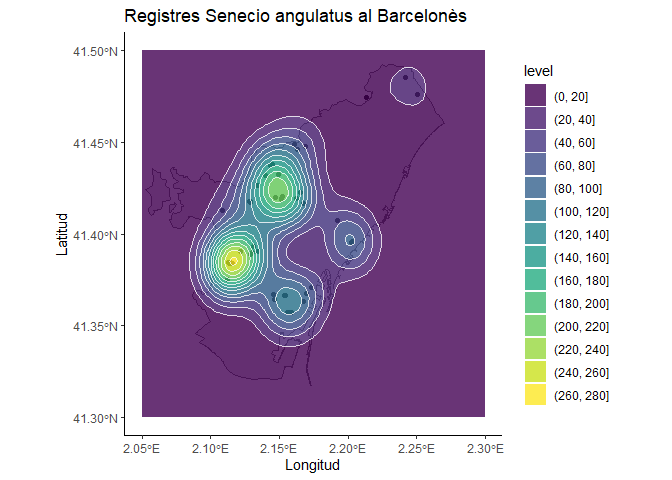 Registres Senecio angulatus al Barcelonès
41.50°N
41.45°N
41.40°N
41.35°N
41.30°N
Latitud
2.05°E 2.10°E 2.15°E 2.20°E 2.25°E 2.30°E
Longitud
level
(0, 20]
(20, 40]
(40, 60]
(60, 80]
(80, 100]
(100, 120]
(120, 140]
(140, 160]
(160, 180]
(180, 200]
(200, 220]
(220, 240]
(240, 260]
(260, 280]